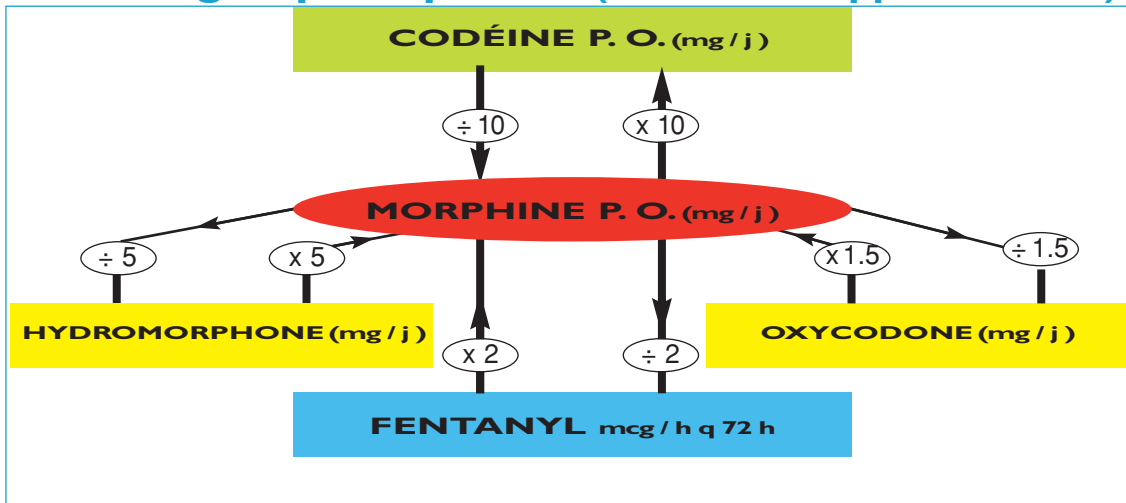 CODÉINE P. O. (mg / j)
÷ 10 x 10
MORPHINE P. O. (mg / j)
÷ 5 x 5 x 1.5 ÷ 1.5
HYDROMORPHONE (mg / j) OXYCODONE (mg / j)
x 2 ÷ 2
FENTANYL mcg / h q 72 h